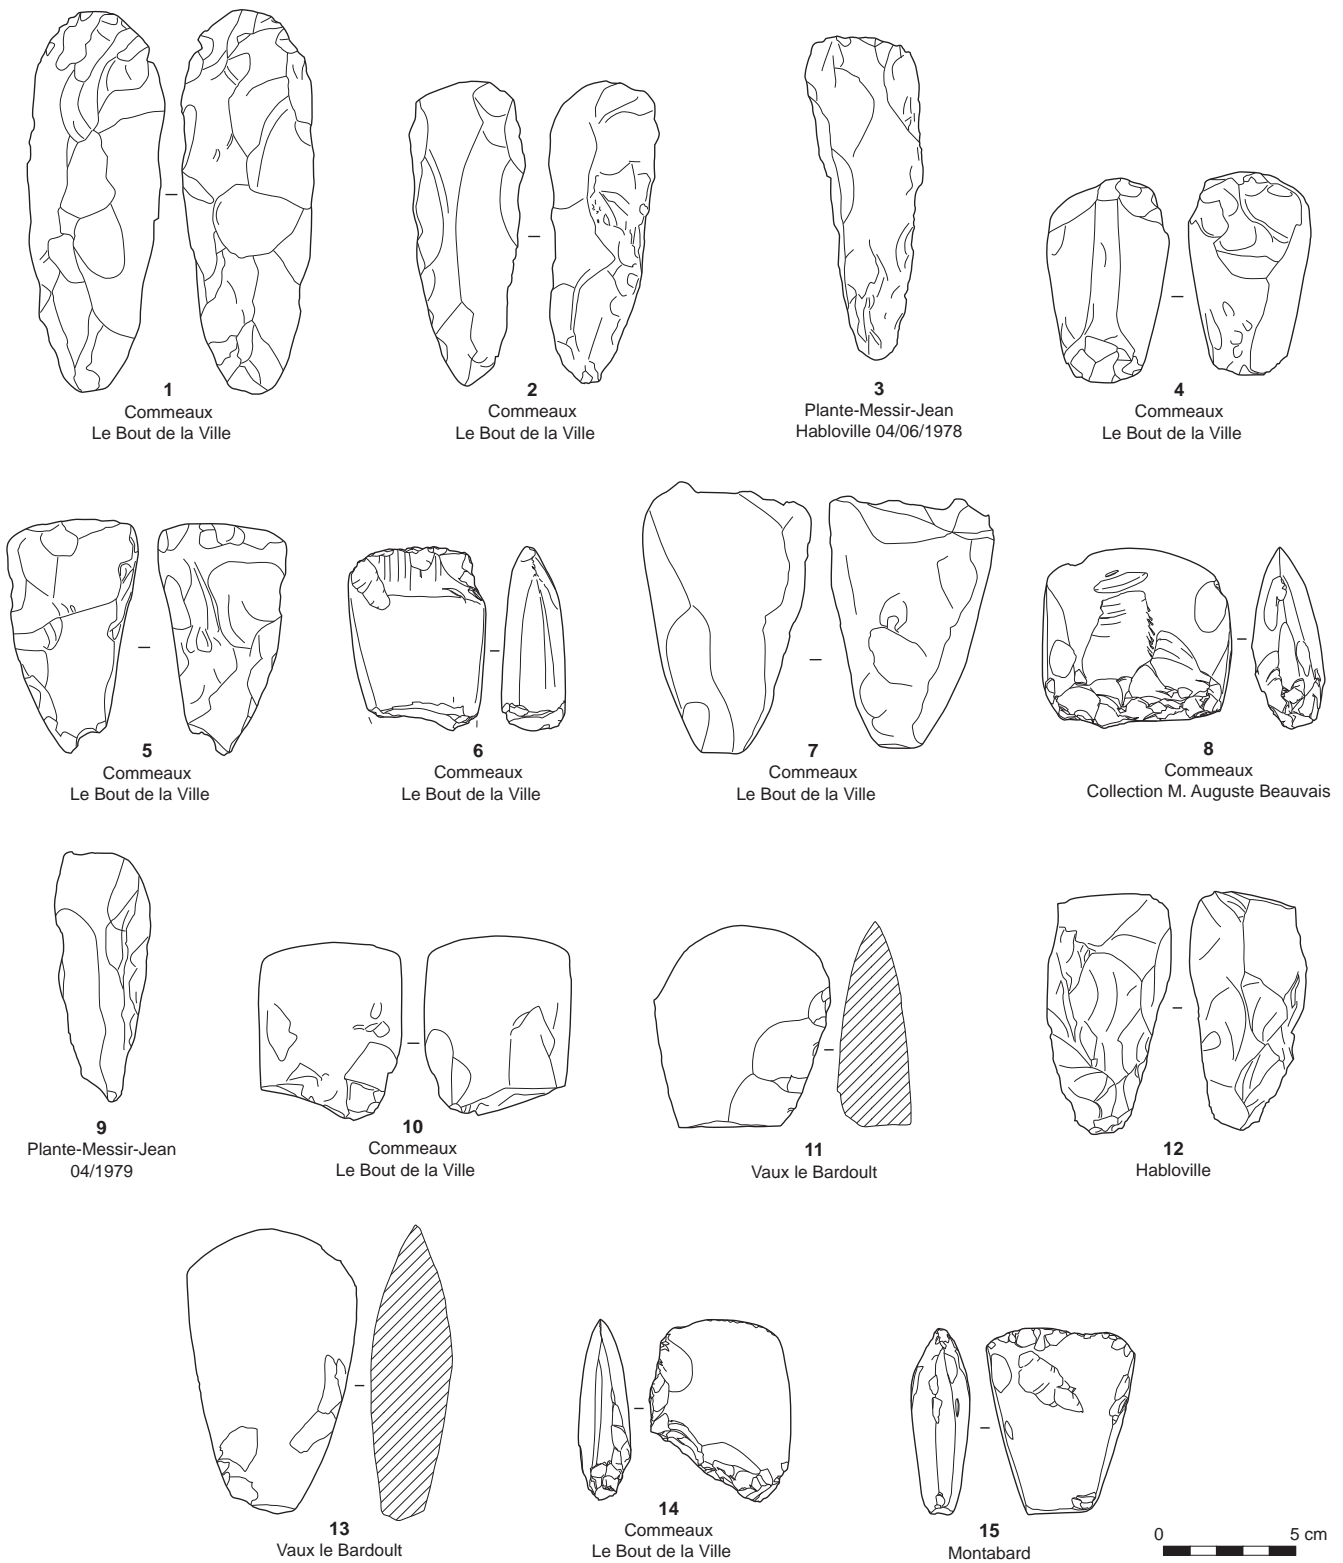 1
Commeaux
Le Bout de la Ville
2
Commeaux
Le Bout de la Ville
3
Plante-Messir-Jean
Habloville 04/06/1978
4
Commeaux
Le Bout de la Ville
5
Commeaux
Le Bout de la Ville
6
Commeaux
Le Bout de la Ville
7
Commeaux
Le Bout de la Ville
8
Commeaux
Collection M. Auguste Beauvais
9
Plante-Messir-Jean
04/1979
10
Commeaux
Le Bout de la Ville
11
Vaux le Bardoult
12
Habloville
13
Vaux le Bardoult
14
Commeaux
Le Bout de la Ville
15
Montabard
0 5 cm